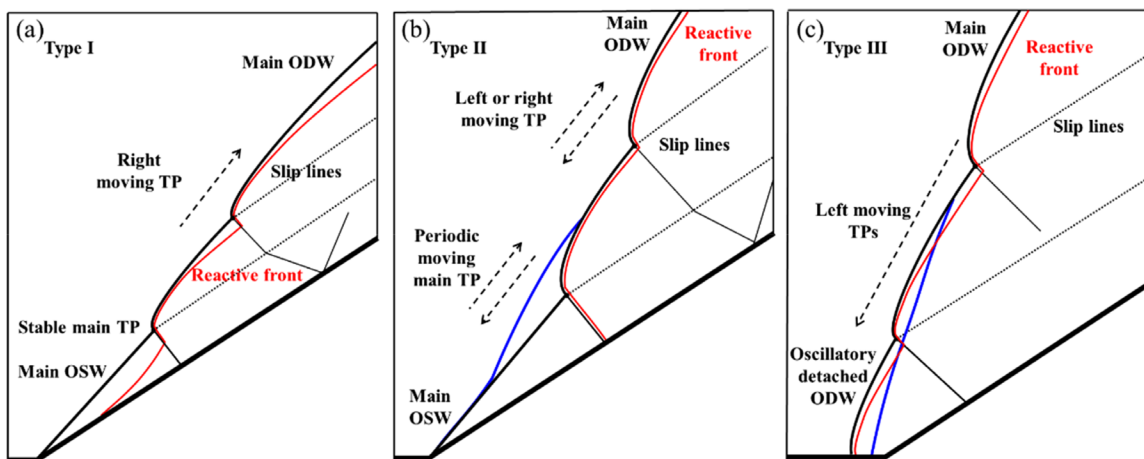 (a)
Type I
Main ODW
Right
moving TP
Slip lines
Reactive front
Stable main TP
Main OSW
(b)
Type II
Main
ODW
Reactive
front
Left or right
moving TP
Slip lines
Periodic
moving
main TP
Main
OSW
(c)
Type III
Main
ODW
Reactive
front
Slip lines
Left moving
TPs
Oscillatory
detached
ODW